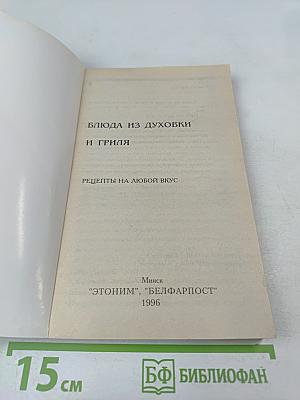 БЛЮДА ИЗ ДУХОВКИ
И ГРИЛЯ
РЕЦЕПТЫ НА ЛЮБОЙ ВКУС
Минск
"ЭТОНИМ", "БЕЛФАРПОСТ"
1996
15 см
БФ БИБЛИОФАН